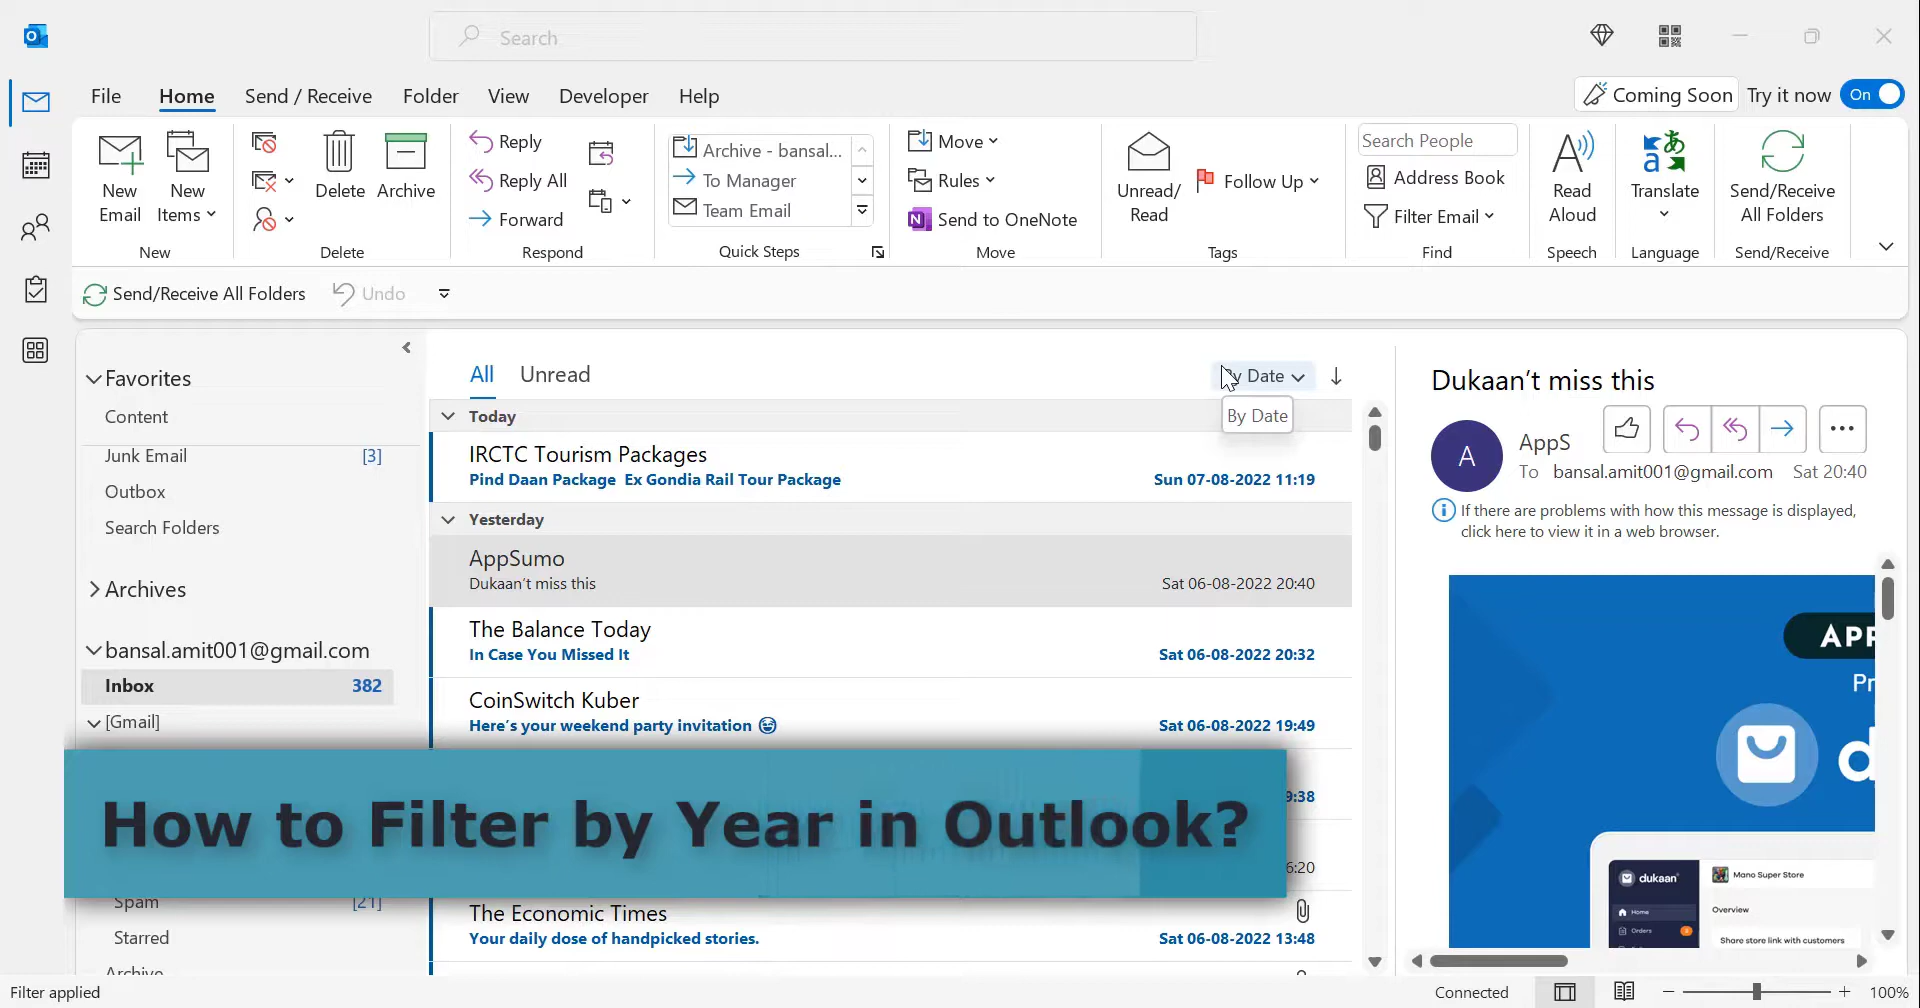 Search
File Home Send / Receive Folder View Developer Help
Coming Soon Try it now On
New Email
New Items
New
Delete
Archive
Delete
Reply
Reply All
Forward
Respond
Archive - bansal...
To Manager
Team Email
Quick Steps
Move
Rules
Send to OneNote
Move
Unread/ Read
Follow Up
Tags
Search People
Address Book
Filter Email
Find
Read Aloud
Speech
Translate
Language
Send/Receive All Folders
Send/Receive
Send/Receive All Folders Undo
Favorites
Content
Junk Email [3]
Outbox
Search Folders
Archives
bansal.amit001@gmail.com
Inbox 382
[Gmail]
Spam [21]
Starred
Archive
All Unread
By Date
By Date
Today
IRCTC Tourism Packages
Pind Daan Package Ex Gondia Rail Tour Package Sun 07-08-2022 11:19
Yesterday
AppSumo
Dukaan’t miss this Sat 06-08-2022 20:40
The Balance Today
In Case You Missed It Sat 06-08-2022 20:32
CoinSwitch Kuber
Here’s your weekend party invitation Sat 06-08-2022 19:49
9:38
6:20
How to Filter by Year in Outlook?
The Economic Times
Your daily dose of handpicked stories. Sat 06-08-2022 13:48
Dukaan’t miss this
A
AppS
To bansal.amit001@gmail.com Sat 20:40
If there are problems with how this message is displayed,
click here to view it in a web browser.
APP
Pr
d
dukaan
Mano Super Store
Home
Overview
Orders
Share store link with customers
Filter applied
Connected
100%